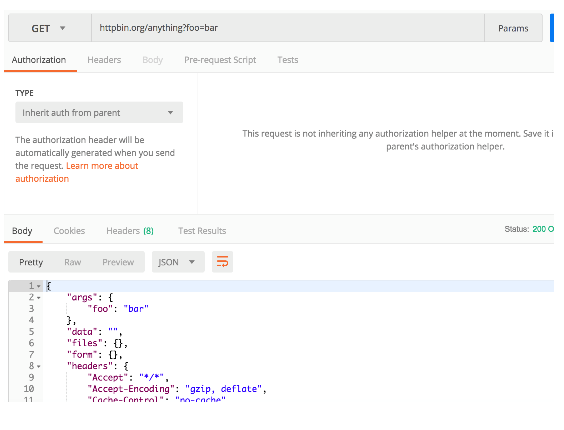 GET httpbin.org/anything?foo=bar Params
Authorization Headers Body Pre-request Script Tests
TYPE
Inherit auth from parent
The authorization header will be
automatically generated when you send
the request. Learn more about
authorization
This request is not inheriting any authorization helper at the moment. Save it i
parent's authorization helper.
Body Cookies Headers (8) Test Results Status: 200 O
Pretty Raw Preview JSON
1 {
2 "args": {
3 "foo": "bar"
4 },
5 "data": "",
6 "files": {},
7 "form": {},
8 "headers": {
9 "Accept": "*/*",
10 "Accept-Encoding": "gzip, deflate",
11 "Cache-Control": "no-cache"